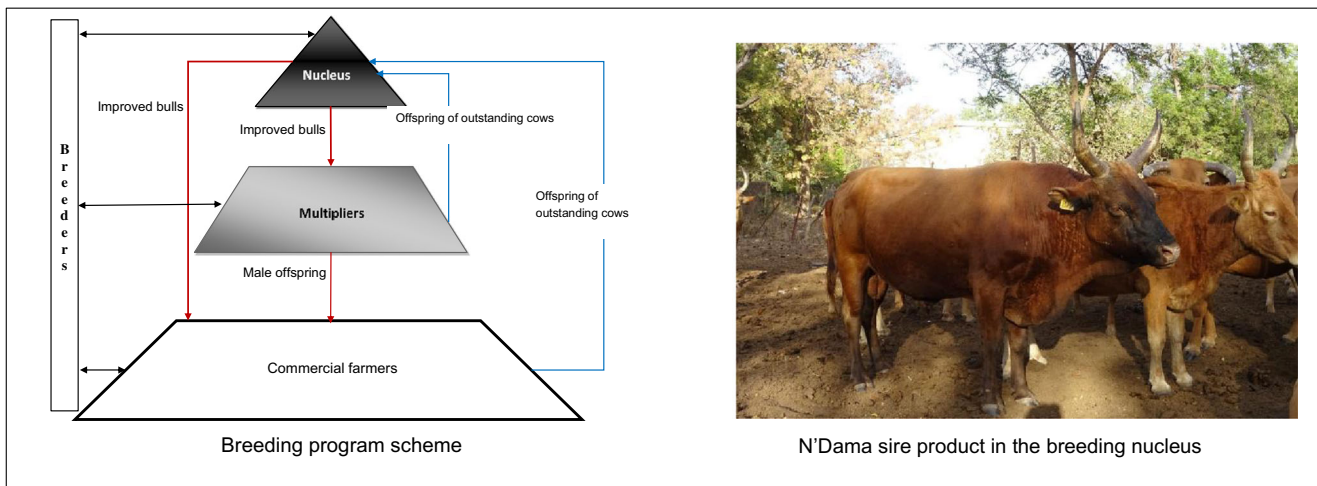 Nucleus
Improved bulls
Improved bulls
Offspring of outstanding cows
Breeders
Multipliers
Offspring of
outstanding cows
Male offspring
Commercial farmers
Breeding program scheme
N'Dama sire product in the breeding nucleus